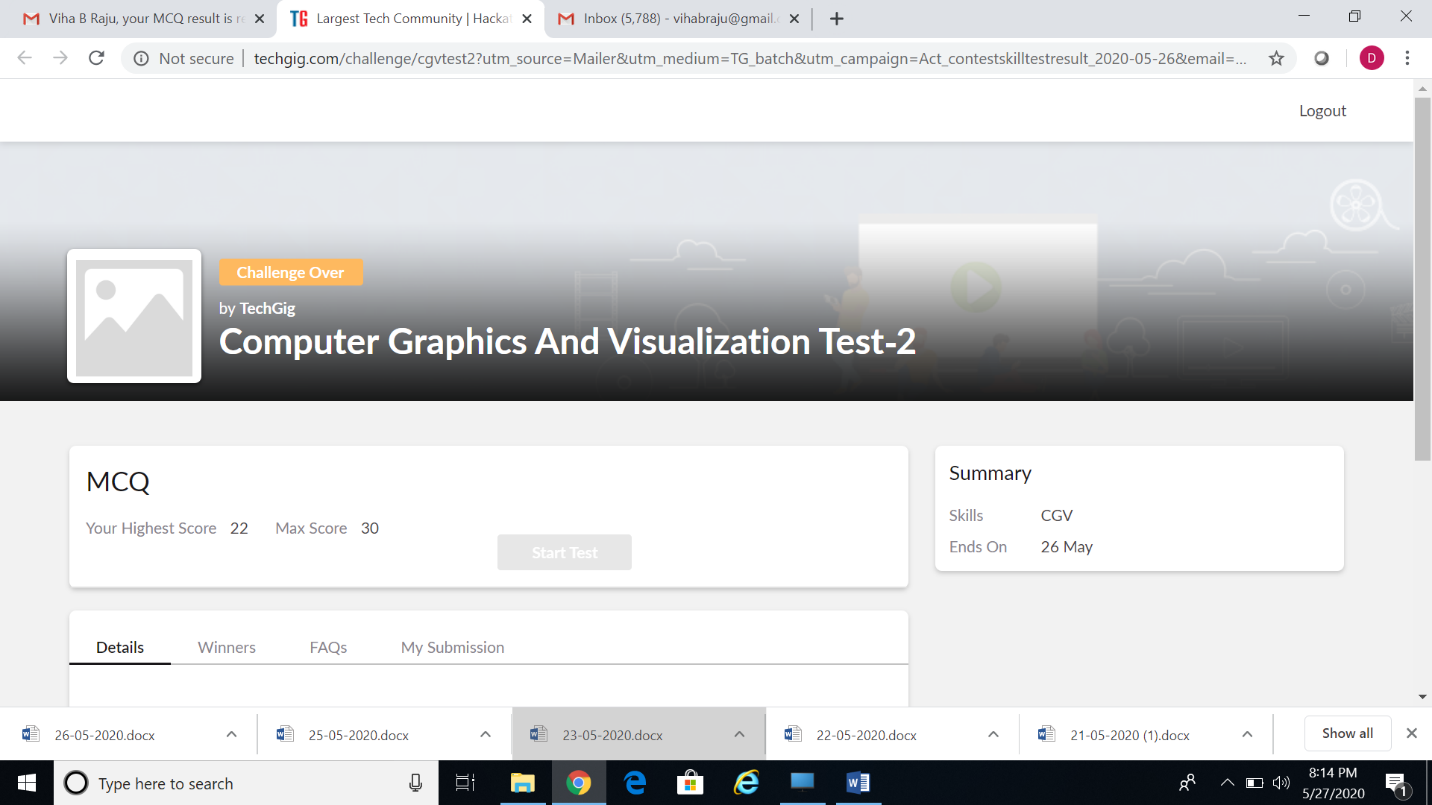 Viha B Raju, your MCQ result is re
TG Largest Tech Community | Hackat
Inbox (5,788) - vihabraju@gmail.c
Not secure | techgig.com/challenge/cgvtest2?utm_source=Mailer&utm_medium=TG_batch&utm_campaign=Act_contestskilltestresult_2020-05-26&email=...
D
Logout
Challenge Over
by TechGig
Computer Graphics And Visualization Test-2
MCQ
Your Highest Score 22 Max Score 30
Start Test
Summary
Skills CGV
Ends On 26 May
Details Winners FAQs My Submission
26-05-2020.docx 25-05-2020.docx 23-05-2020.docx 22-05-2020.docx 21-05-2020 (1).docx Show all
Type here to search
8:14 PM
5/27/2020
1